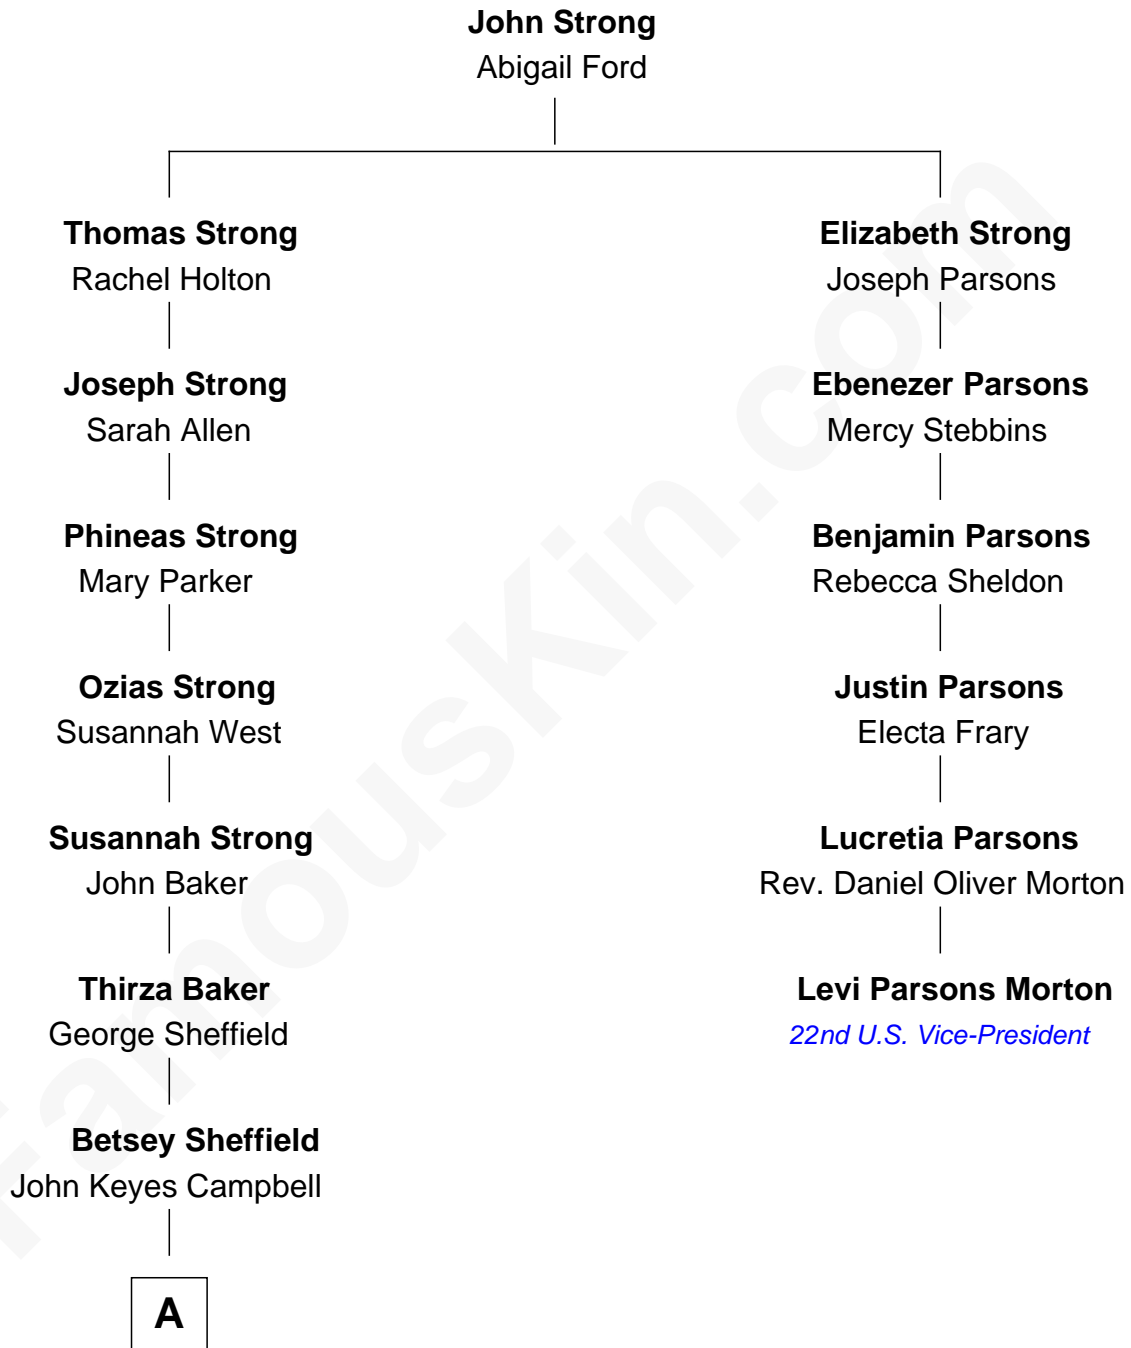 John Strong
Abigail Ford
Thomas Strong
Rachel Holton
Elizabeth Strong
Joseph Parsons
Joseph Strong
Sarah Allen
Ebenezer Parsons
Mercy Stebbins
Phineas Strong
Mary Parker
Benjamin Parsons
Rebecca Sheldon
Ozias Strong
Susannah West
Justin Parsons
Electa Frary
Susannah Strong
John Baker
Lucretia Parsons
Rev. Daniel Oliver Morton
Thirza Baker
George Sheffield
Levi Parsons Morton
22nd U.S. Vice-President
Betsey Sheffield
John Keyes Campbell
A
FamousKin.com